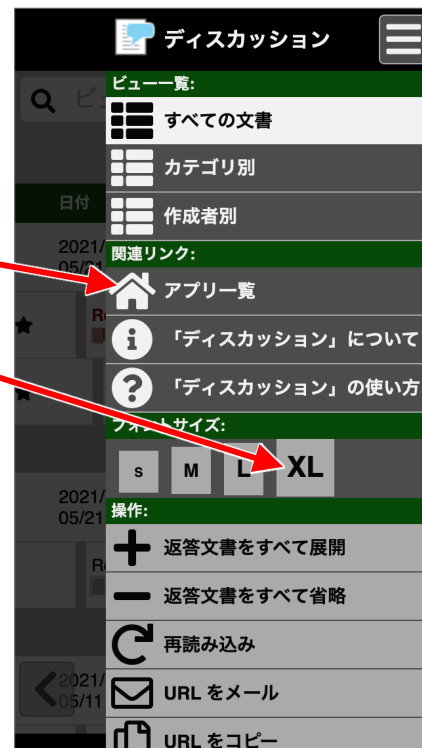 ディスカッション
ビュー一覧:
すべての文書
カテゴリ別
日付
作成者別
2021/
05/21
関連リンク:
アプリ一覧
「ディスカッション」について
「ディスカッション」の使い方
フォントサイズ:
S M L XL
2021/
05/21
操作:
返答文書をすべて展開
返答文書をすべて省略
再読み込み
2021/
05/11
URL をメール
URL をコピー